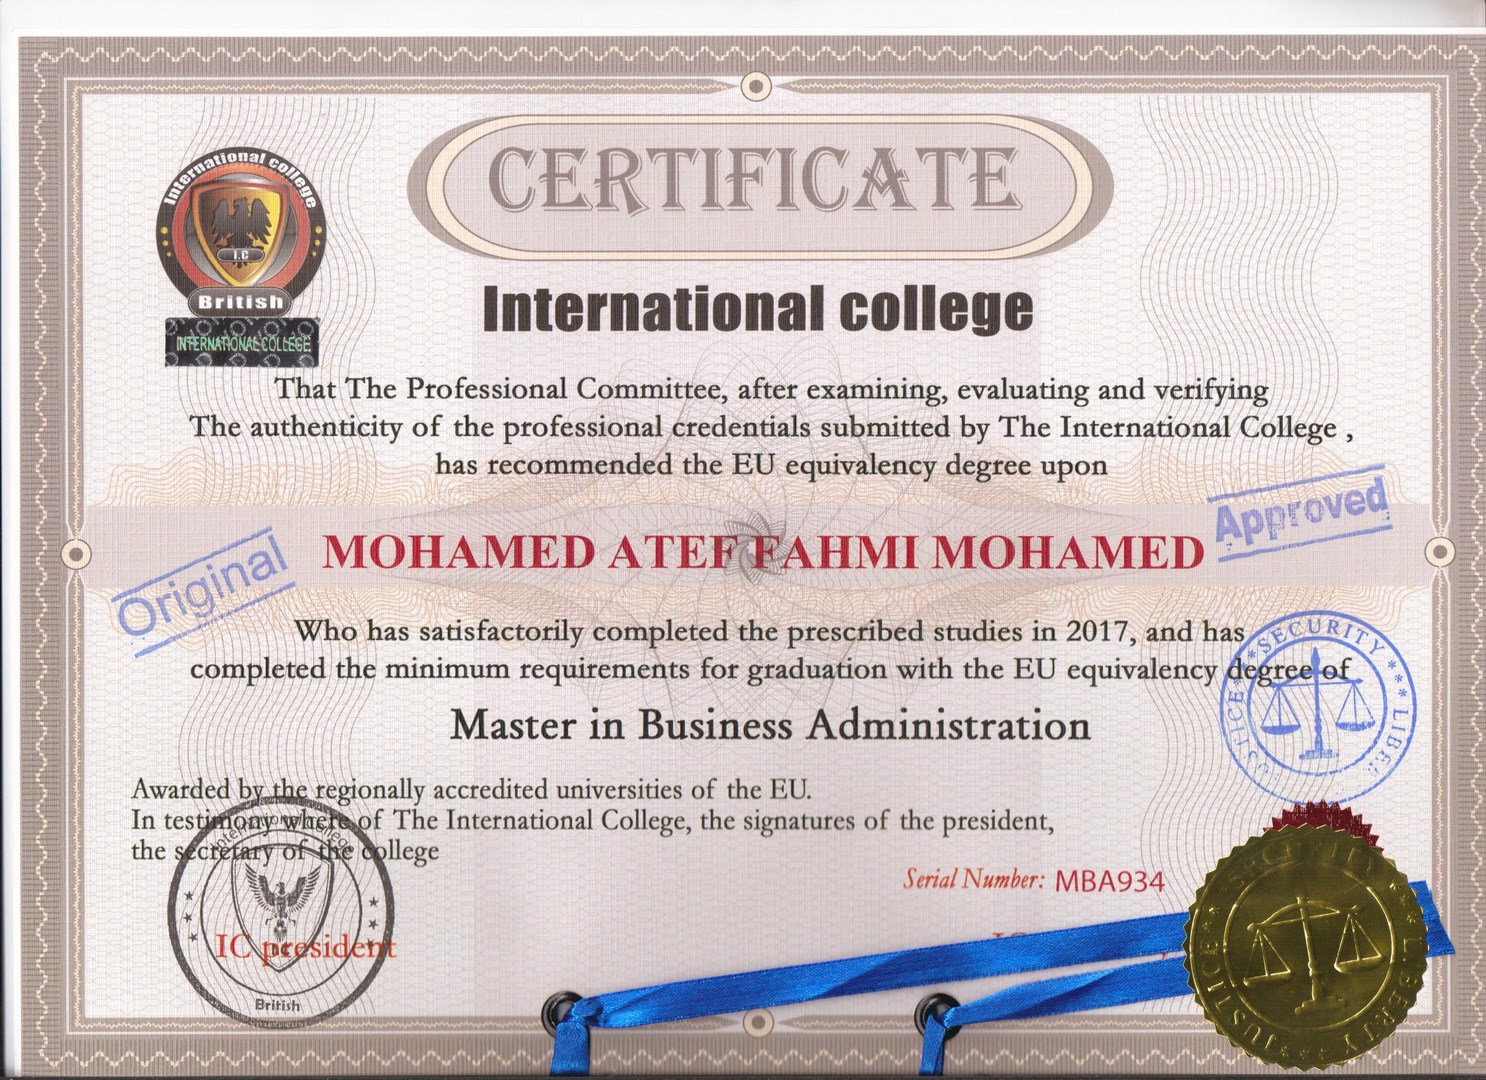 CERTIFICATE
International college
I.C
British
INTERNATIONAL COLLEGE
International college
That The Professional Committee, after examining, evaluating and verifying
The authenticity of the professional credentials submitted by The International College ,
has recommended the EU equivalency degree upon
Original
MOHAMED ATEF FAHMI MOHAMED
Approved
Who has satisfactorily completed the prescribed studies in 2017, and has
completed the minimum requirements for graduation with the EU equivalency degree of
Master in Business Administration
SECURITY
JUSTICE
Awarded by the regionally accredited universities of the EU.
In testimony where of The International College, the signatures of the president,
the secretary of the college
International College
IC
British
IC president
Serial Number: MBA934
JUSTICE SECURITY LIBERTY